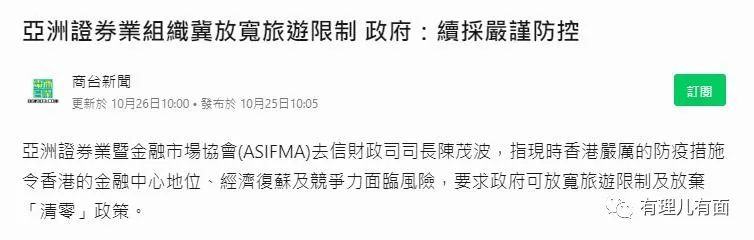 亞洲證券業組織冀放寬旅遊限制 政府：續採嚴謹防控
商台新聞
更新於 10月26日10:00 • 發布於 10月25日10:05
訂閱
亞洲證券業暨金融市場協會(ASIFMA)去信財政司司長陳茂波，指現時香港嚴厲的防疫措施
令香港的金融中心地位、經濟復蘇及競爭力面臨風險，要求政府可放寬旅遊限制及放棄
「清零」政策。
有理儿有面